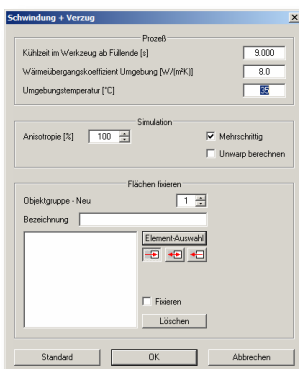 Schwindung + Verzug
Prozeß
Kühlzeit im Werkzeug ab Füllende [s] 9.000
Wärmeübergangskoeffizient Umgebung [W/(m²K)] 8.0
Umgebungstemperatur [°C] 35
Simulation
Anisotropie [%] 100 Mehrschrittig
Unwarp berechnen
Flächen fixieren
Objektgruppe - Neu 1
Bezeichnung
Element-Auswahl
Fixieren
Löschen
Standard OK Abbrechen